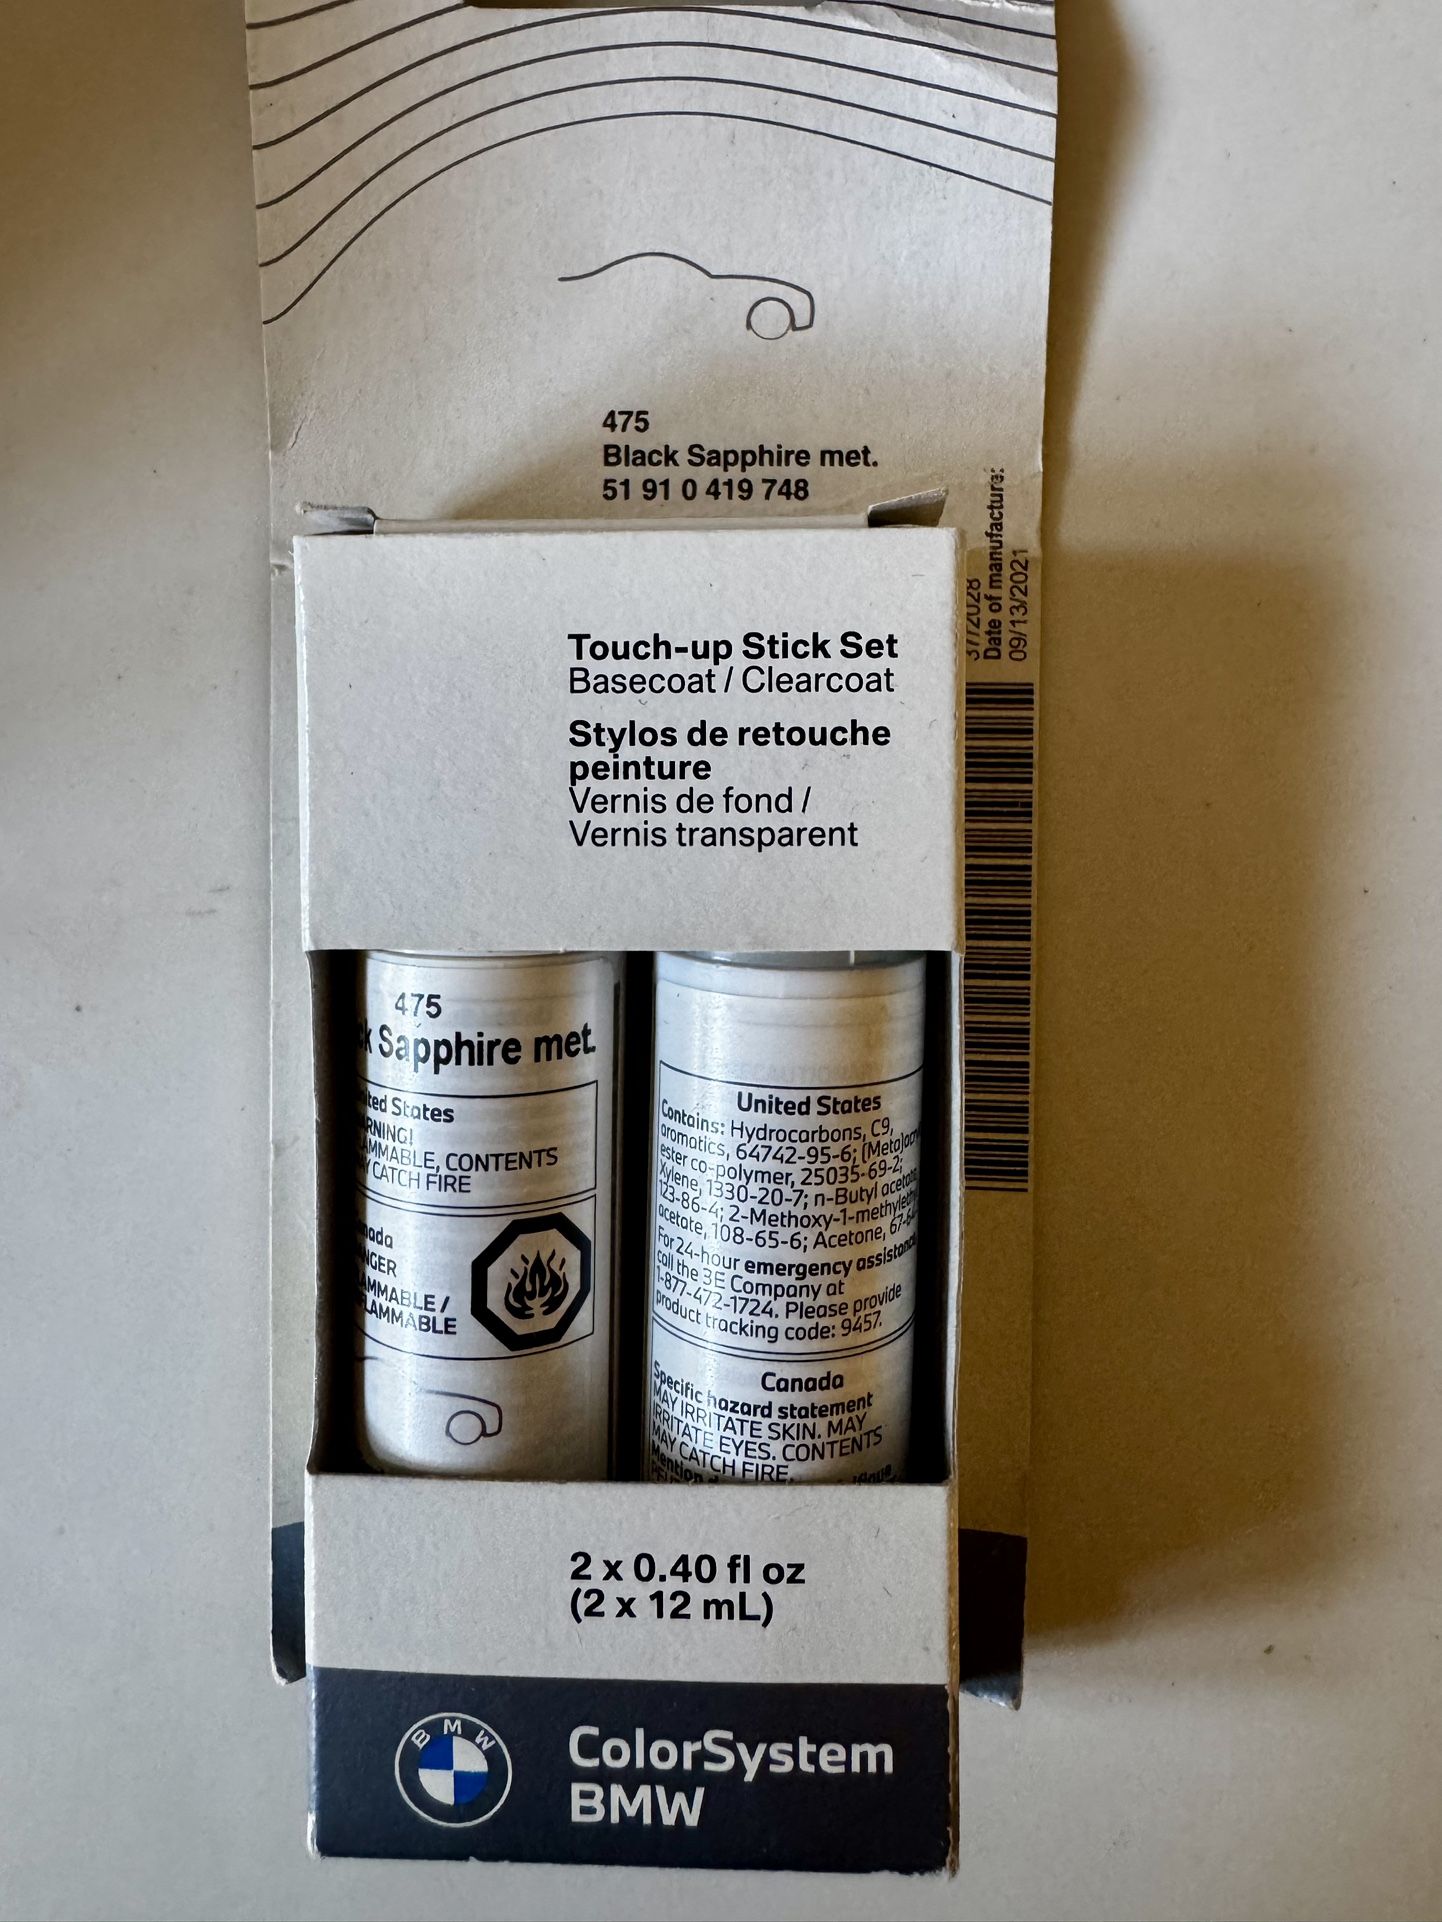 475
Black Sapphire met.
51 91 0 419 748
3772028
Date of manufacture:
09/13/2021
Touch-up Stick Set
Basecoat / Clearcoat
Stylos de retouche
peinture
Vernis de fond /
Vernis transparent
475
Sapphire met.
States
FLAMMABLE, CONTENTS
CATCH FIRE
United States
Contains: Hydrocarbons, C9,
aromatics, 64742-95-6;
ester co-polymer, 25035-69-2;
Xylene, 1330-20-7; n-Butyl acetate,
123-86-4; 2-Methoxy-1-methylethyl
acetate, 108-65-6; Acetone,
For 24-hour emergency assistance
call the 3E Company at
1-877-472-1724. Please provide
product tracking code: 9457.
Canada
Specific hazard statement
MAY IRRITATE SKIN. MAY
IRRITATE EYES. CONTENTS
MAY CATCH FIRE.
Mention
2 x 0.40 fl oz
(2 x 12 mL)
BMW
ColorSystem
BMW